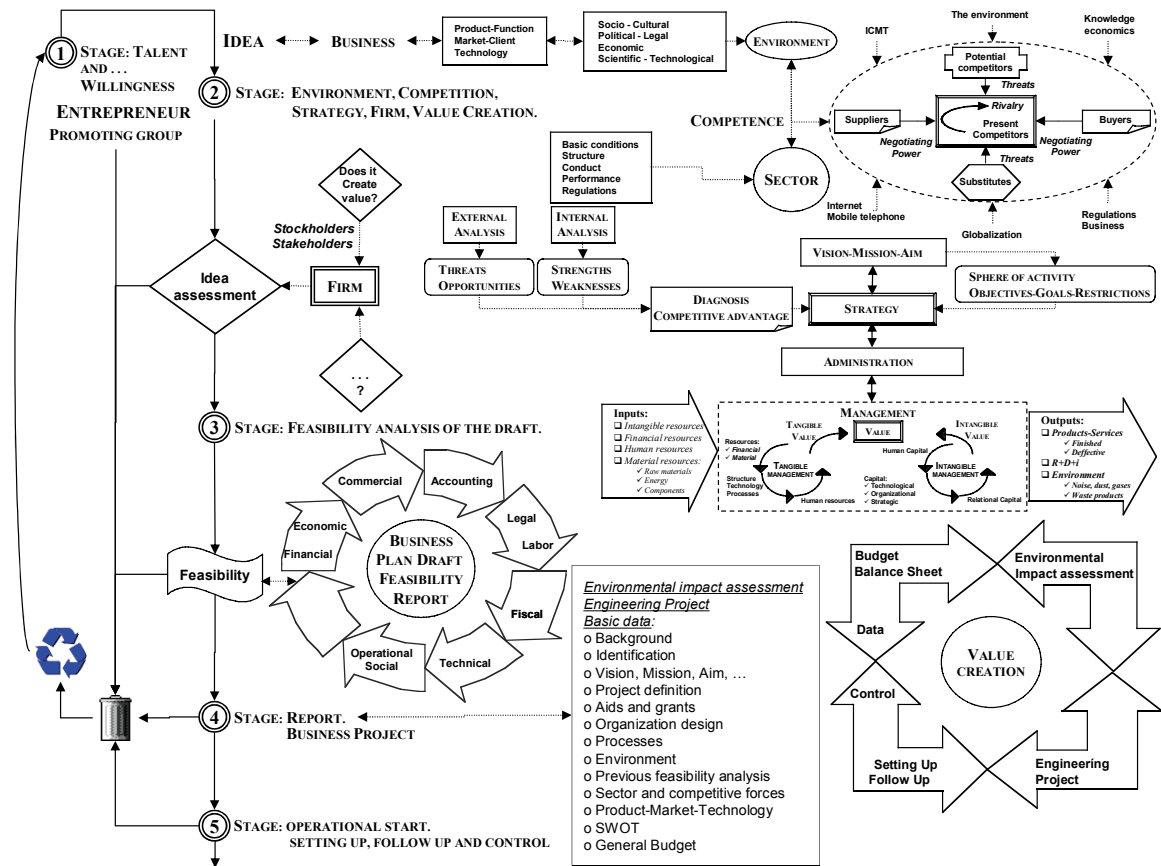 1
STAGE: TALENT
AND …
WILLINGNESS
ENTREPRENEUR
PROMOTING GROUP
IDEA
BUSINESS
Product-Function
Market-Client
Technology
Socio - Cultural
Political - Legal
Economic
Scientific - Technological
ENVIRONMENT
2
STAGE: ENVIRONMENT, COMPETITION,
STRATEGY, FIRM, VALUE CREATION.
COMPETENCE
Basic conditions
Structure
Conduct
Performance
Regulations
SECTOR
ICMT
The environment
Knowledge
economics
Potential
competitors
Threats
Rivalry
Present
Competitors
Suppliers
Buyers
Negotiating
Power
Negotiating
Power
Threats
Substitutes
Internet
Mobile telephone
Globalization
Regulations
Business
Does it
Create
value?
Stockholders
Stakeholders
Idea
assessment
FIRM
. . .
?
EXTERNAL
ANALYSIS
INTERNAL
ANALYSIS
THREATS
OPPORTUNITIES
STRENGTHS
WEAKNESSES
DIAGNOSIS
COMPETITIVE ADVANTAGE
VISION-MISSION-AIM
SPHERE OF ACTIVITY
OBJECTIVES-GOALS-RESTRICTIONS
STRATEGY
ADMINISTRATION
3
STAGE: FEASIBILITY ANALYSIS OF THE DRAFT.
Inputs:
❑ Intangible resources
❑ Financial resources
❑ Human resources
❑ Material resources:
✓ Raw materials
✓ Energy
✓ Components
MANAGEMENT
TANGIBLE
VALUE
VALUE
INTANGIBLE
VALUE
Resources:
✓ Financial
✓ Material
TANGIBLE
MANAGEMENT
Structure
Technology
Processes
Human resources
Human Capital
INTANGIBLE
MANAGEMENT
Capital:
✓ Technological
✓ Organizational
✓ Strategic
Relational Capital
Outputs:
❑ Products-Services
✓ Finished
✓ Deffective
❑ R+D+i
❑ Environment
✓ Noise, dust, gases
✓ Waste products
Feasibility
Commercial
Accounting
Legal
Labor
Fiscal
Technical
Operational
Social
Economic
Financial
BUSINESS
PLAN DRAFT
FEASIBILITY
REPORT
4
STAGE: REPORT.
BUSINESS PROJECT
Environmental impact assessment
Engineering Project
Basic data:
o Background
o Identification
o Vision, Mission, Aim, …
o Project definition
o Aids and grants
o Organization design
o Processes
o Environment
o Previous feasibility analysis
o Sector and competitive forces
o Product-Market-Technology
o SWOT
o General Budget
Budget
Balance Sheet
Environmental
Impact assessment
Data
Control
VALUE
CREATION
Setting Up
Follow Up
Engineering
Project
5
STAGE: OPERATIONAL START.
SETTING UP, FOLLOW UP AND CONTROL